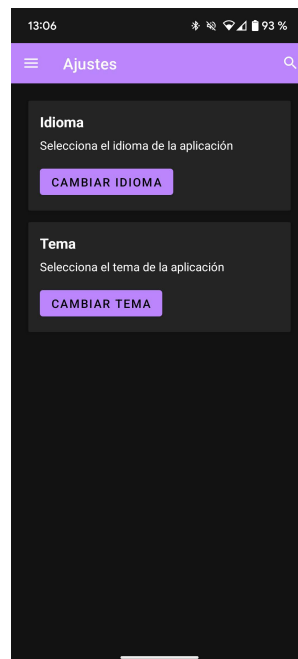 13:06
93 %
Ajustes
Idioma
Selecciona el idioma de la aplicación
CAMBIAR IDIOMA
Tema
Selecciona el tema de la aplicación
CAMBIAR TEMA